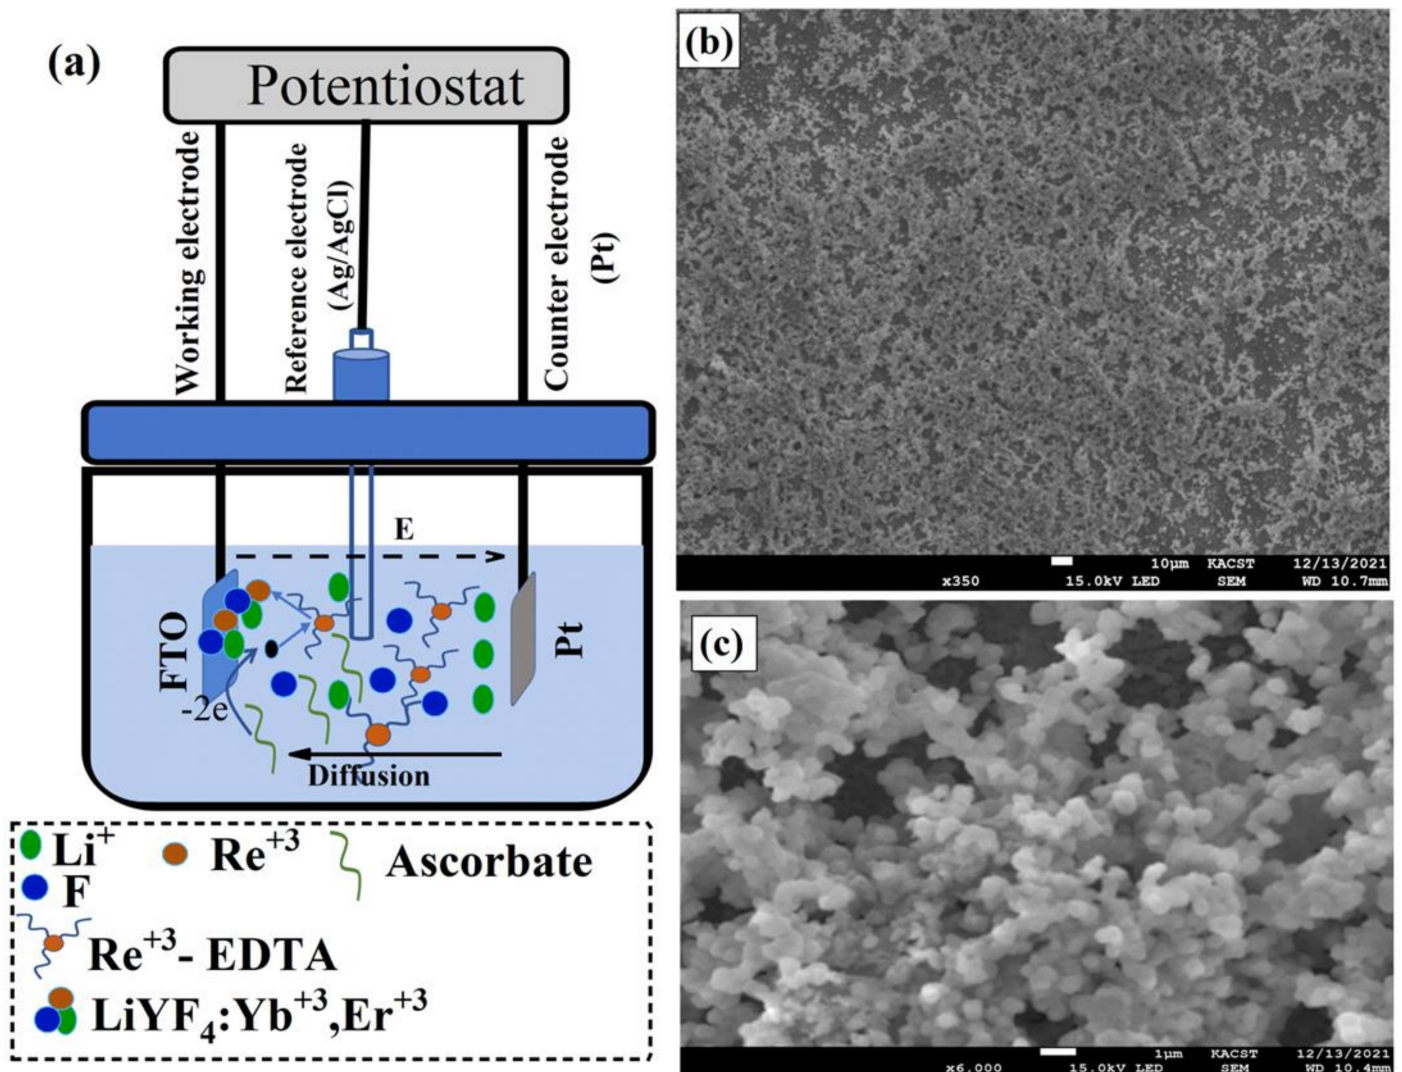 (a)
Potentiostat
Working electrode
Reference electrode
(Ag/AgCl)
Counter electrode
(Pt)
E
FTO
Pt
-2e
Diffusion
Li+
Re+3
Ascorbate
F
Re+3- EDTA
LiYF4:Yb+3,Er+3
(b)
10µm KACST 12/13/2021
x350 15.0kV LED SEM WD 10.7mm
(c)
1µm KACST 12/13/2021
x6,000 15.0kV LED SEM WD 10.4mm